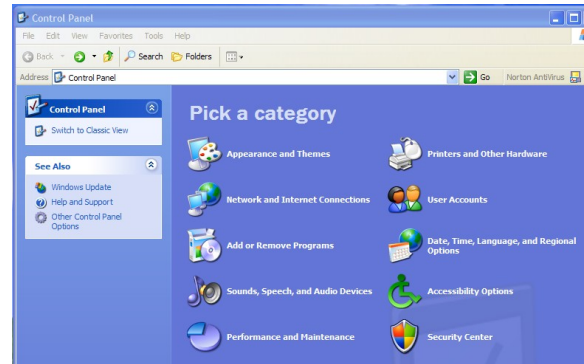 Control Panel
File Edit View Favorites Tools Help
Back Search Folders
Address Control Panel Go Norton AntiVirus
Control Panel
Switch to Classic View
See Also
Windows Update
Help and Support
Other Control Panel
Options
Pick a category
Appearance and Themes
Printers and Other Hardware
Network and Internet Connections
User Accounts
Add or Remove Programs
Date, Time, Language, and Regional
Options
Sounds, Speech, and Audio Devices
Accessibility Options
Performance and Maintenance
Security Center